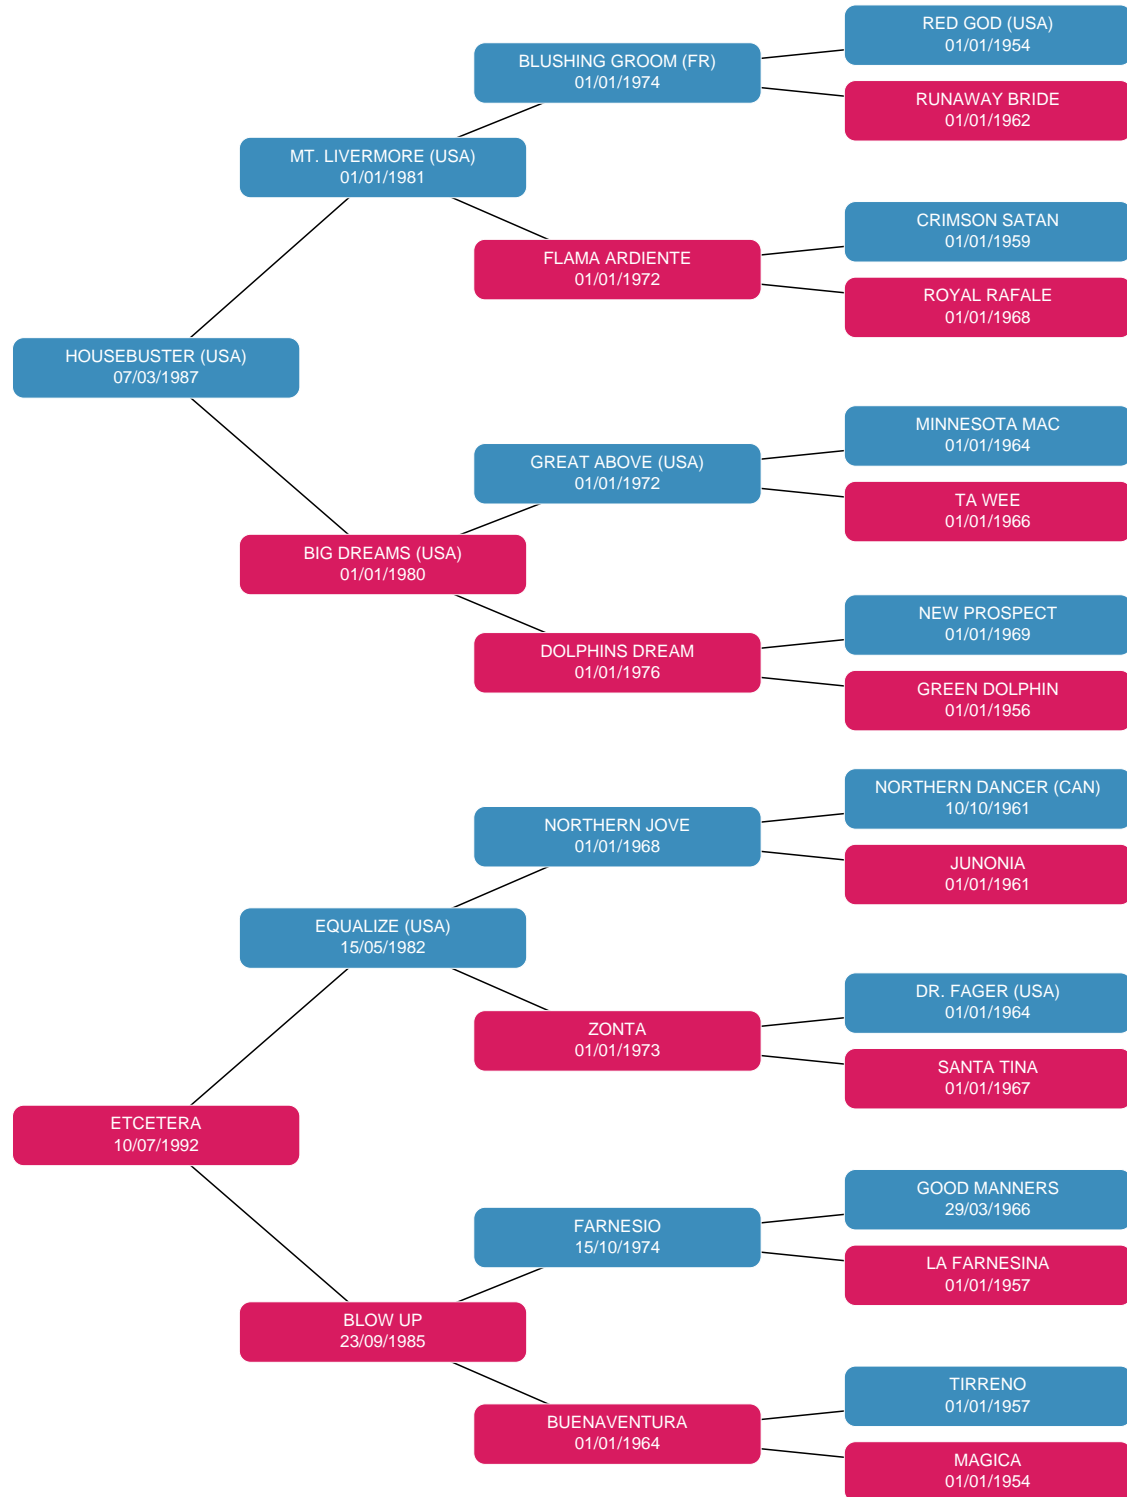 RED GOD (USA)
01/01/1954
BLUSHING GROOM (FR)
01/01/1974
RUNAWAY BRIDE
01/01/1962
MT. LIVERMORE (USA)
01/01/1981
CRIMSON SATAN
01/01/1959
FLAMA ARDIENTE
01/01/1972
ROYAL RAFALE
01/01/1968
HOUSEBUSTER (USA)
07/03/1987
MINNESOTA MAC
01/01/1964
GREAT ABOVE (USA)
01/01/1972
TA WEE
01/01/1966
BIG DREAMS (USA)
01/01/1980
NEW PROSPECT
01/01/1969
DOLPHINS DREAM
01/01/1976
GREEN DOLPHIN
01/01/1956
NORTHERN DANCER (CAN)
10/10/1961
NORTHERN JOVE
01/01/1968
JUNONIA
01/01/1961
EQUALIZE (USA)
15/05/1982
DR. FAGER (USA)
01/01/1964
ZONTA
01/01/1973
SANTA TINA
01/01/1967
ETCETERA
10/07/1992
GOOD MANNERS
29/03/1966
FARNESIO
15/10/1974
LA FARNESINA
01/01/1957
BLOW UP
23/09/1985
TIRRENO
01/01/1957
BUENAVENTURA
01/01/1964
MAGICA
01/01/1954